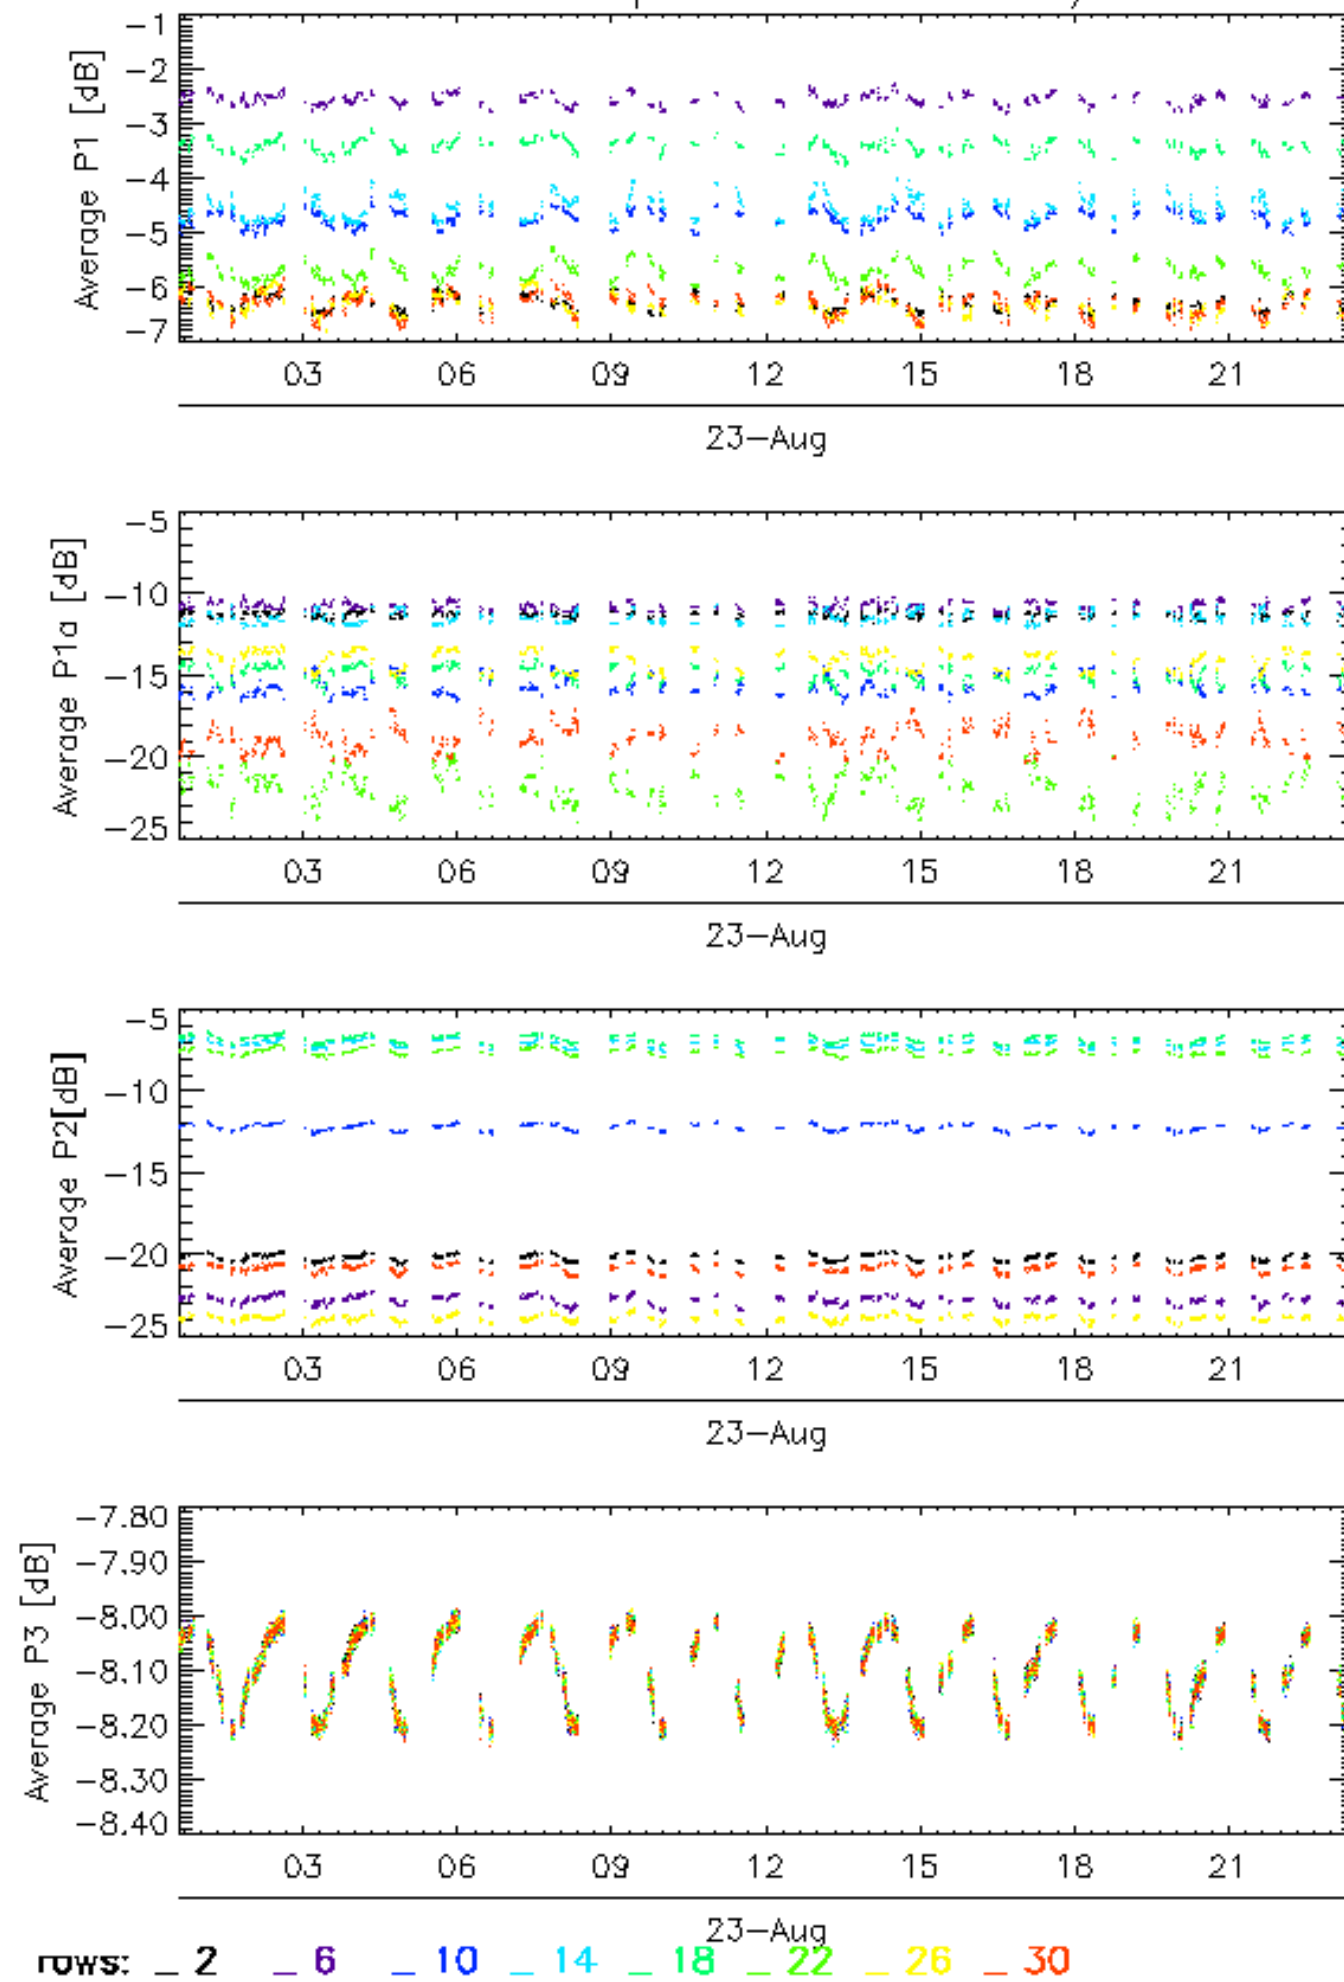 Average P1 [dB]
-1
-2
-3
-4
-5
-6
-7
03 06 09 12 15 18 21
23-Aug
Average P1a [dB]
-5
-10
-15
-20
-25
03 06 09 12 15 18 21
23-Aug
Average P2[dB]
-5
-10
-15
-20
-25
03 06 09 12 15 18 21
23-Aug
Average P3 [dB]
-7.80
-7.90
-8.00
-8.10
-8.20
-8.30
-8.40
03 06 09 12 15 18 21
23-Aug
rows: _ 2 _ 6 _ 10 _ 14 _ 18 _ 22 _ 26 _ 30